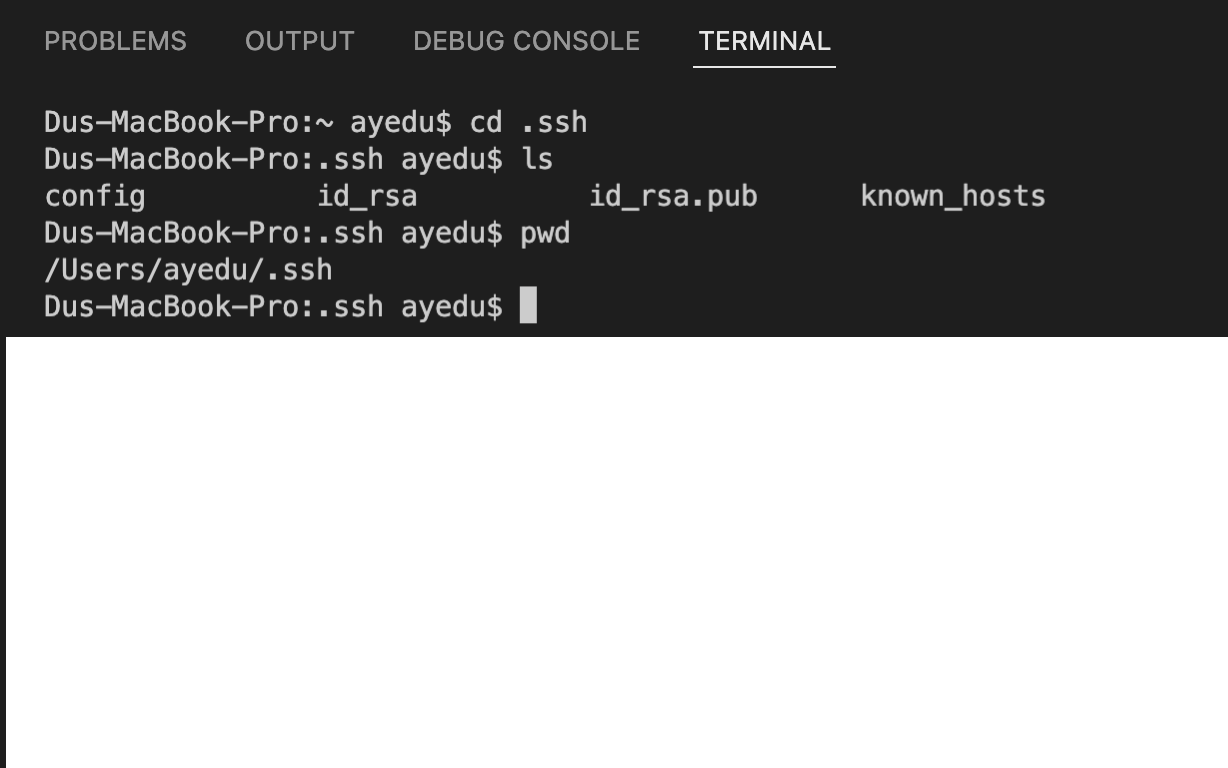 PROBLEMS OUTPUT DEBUG CONSOLE TERMINAL
Dus-MacBook-Pro:~ ayedu$ cd .ssh
Dus-MacBook-Pro:.ssh ayedu$ ls
config id_rsa id_rsa.pub known_hosts
Dus-MacBook-Pro:.ssh ayedu$ pwd
/Users/ayedu/.ssh
Dus-MacBook-Pro:.ssh ayedu$